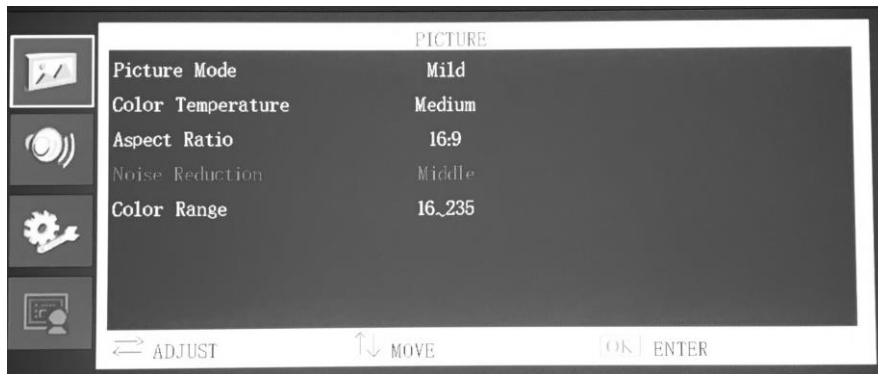 PICTURE
Picture Mode Mild
Color Temperature Medium
Aspect Ratio 16:9
Noise Reduction Middle
Color Range 16~235
ADJUST MOVE OK ENTER